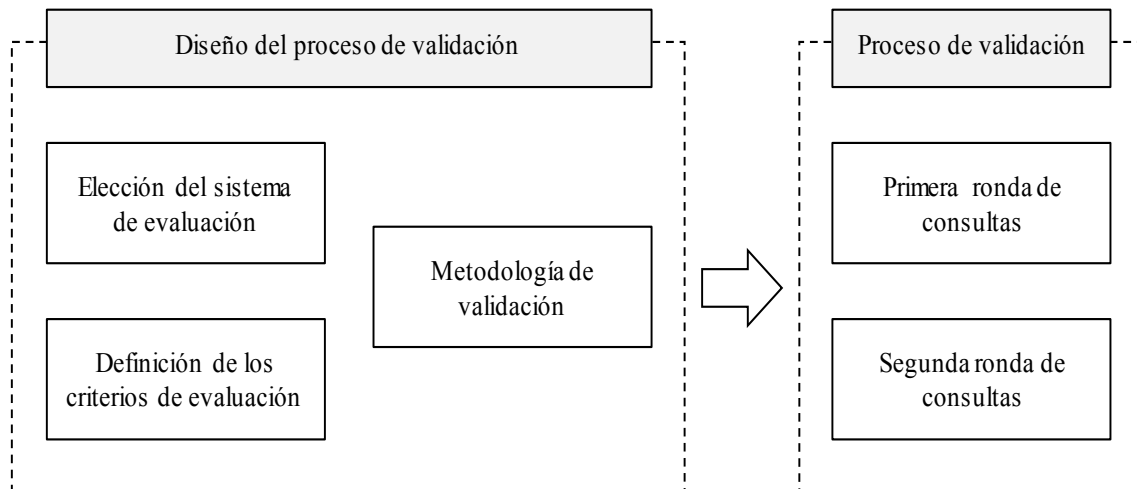 Diseño del proceso de validación
Elección del sistema
de evaluación
Definición de los
criterios de evaluación
Metodología de
validación
Proceso de validación
Primera ronda de
consultas
Segunda ronda de
consultas